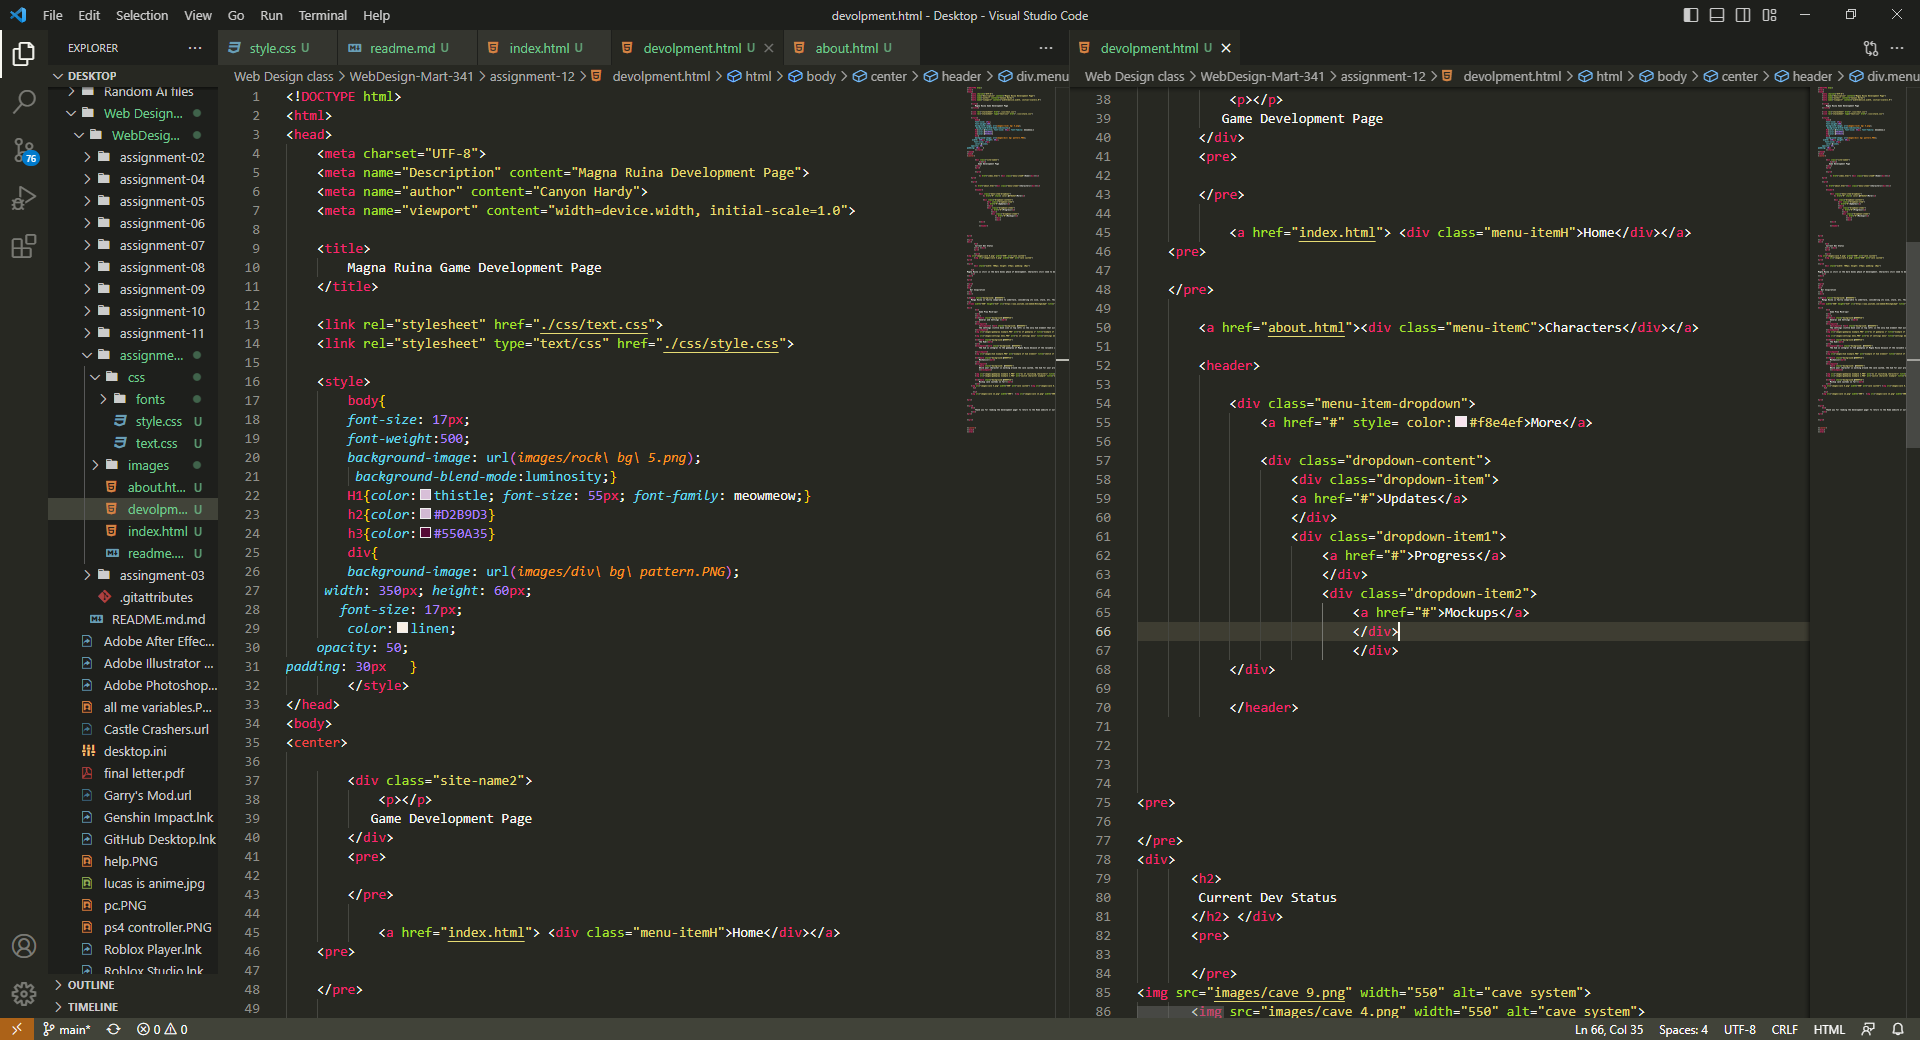 File Edit Selection View Go Run Terminal Help
devolpment.html - Desktop - Visual Studio Code
EXPLORER
style.css U
readme.md U
index.html U
devolpment.html U
about.html U
devolpment.html U
DESKTOP
Random Ai files
Web Design...
WebDesig...
assignment-02
assignment-04
assignment-05
assignment-06
assignment-07
assignment-08
assignment-09
assignment-10
assignment-11
assignme...
css
fonts
style.css U
text.css U
images
about.ht... U
devolpm... U
index.html U
readme.... U
assingment-03
.gitattributes
README.md.md
Adobe After Effec...
Adobe Illustrator ...
Adobe Photoshop...
all me variables.P...
Castle Crashers.url
desktop.ini
final letter.pdf
Garry's Mod.url
Genshin Impact.lnk
GitHub Desktop.lnk
help.PNG
lucas is anime.jpg
pc.PNG
ps4 controller.PNG
Roblox Player.lnk
Roblox Studio.lnk
OUTLINE
TIMELINE
76
Web Design class > WebDesign-Mart-341 > assignment-12 > devolpment.html > html > body > center > header > div.menu
1 <!DOCTYPE html>
2 <html>
3 <head>
4 <meta charset="UTF-8">
5 <meta name="Description" content="Magna Ruina Development Page">
6 <meta name="author" content="Canyon Hardy">
7 <meta name="viewport" content="width=device.width, initial-scale=1.0">
8
9 <title>
10 Magna Ruina Game Development Page
11 </title>
12
13 <link rel="stylesheet" href="./css/text.css">
14 <link rel="stylesheet" type="text/css" href="./css/style.css">
15
16 <style>
17 body{
18 font-size: 17px;
19 font-weight:500;
20 background-image: url(images/rock\ bg\ 5.png);
21 background-blend-mode:luminosity;}
22 H1{color:thistle; font-size: 55px; font-family: meowmeow;}
23 h2{color:#D2B9D3}
24 h3{color:#550A35}
25 div{
26 background-image: url(images/div\ bg\ pattern.PNG);
27 width: 350px; height: 60px;
28 font-size: 17px;
29 color:linen;
30 opacity: 50;
31 padding: 30px }
32 </style>
33 </head>
34 <body>
35 <center>
36
37 <div class="site-name2">
38 <p></p>
39 Game Development Page
40 </div>
41 <pre>
42
43 </pre>
44
45 <a href="index.html"> <div class="menu-itemH">Home</div></a>
46 <pre>
47
48 </pre>
49
Web Design class > WebDesign-Mart-341 > assignment-12 > devolpment.html > html > body > center > header > div.menu
38 <p></p>
39 Game Development Page
40 </div>
41 <pre>
42
43 </pre>
44
45 <a href="index.html"> <div class="menu-itemH">Home</div></a>
46 <pre>
47
48 </pre>
49
50 <a href="about.html"><div class="menu-itemC">Characters</div></a>
51
52 <header>
53
54 <div class="menu-item-dropdown">
55 <a href="#" style= color:#f8e4ef>More</a>
56
57 <div class="dropdown-content">
58 <div class="dropdown-item">
59 <a href="#">Updates</a>
60 </div>
61 <div class="dropdown-item1">
62 <a href="#">Progress</a>
63 </div>
64 <div class="dropdown-item2">
65 <a href="#">Mockups</a>
66 </div>
67 </div>
68 </div>
69
70 </header>
71
72
73
74
75 <pre>
76
77 </pre>
78 <div>
79 <h2>
80 Current Dev Status
81 </h2> </div>
82 <pre>
83
84 </pre>
85 <img src="images/cave 9.png" width="550" alt="cave system">
86 <img src="images/cave 4.png" width="550" alt="cave system">
main* 0 0
Ln 66, Col 35 Spaces: 4 UTF-8 CRLF HTML